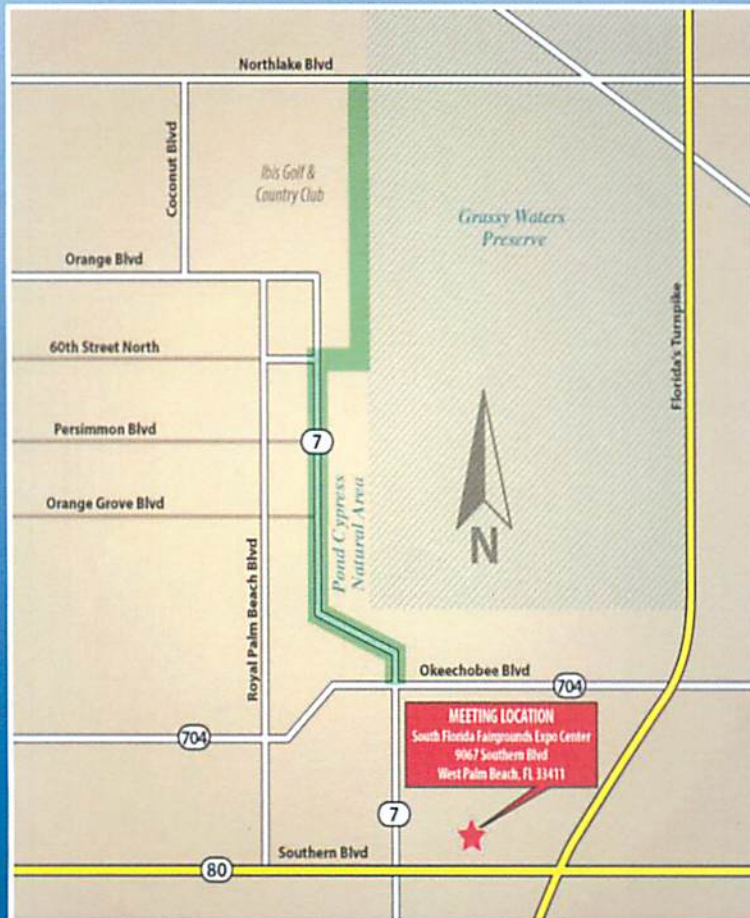 Northlake Blvd
Coconut Blvd
Ibis Golf &
Country Club
Grassy Waters
Preserve
Orange Blvd
Florida's Turnpike
60th Street North
Persimmon Blvd
7
Orange Grove Blvd
Pond Cypress
Natural Area
N
Royal Palm Beach Blvd
Okeechobee Blvd
704
704
MEETING LOCATION
South Florida Fairgrounds Expo Center
9067 Southern Blvd
West Palm Beach, FL 33411
7
Southern Blvd
80